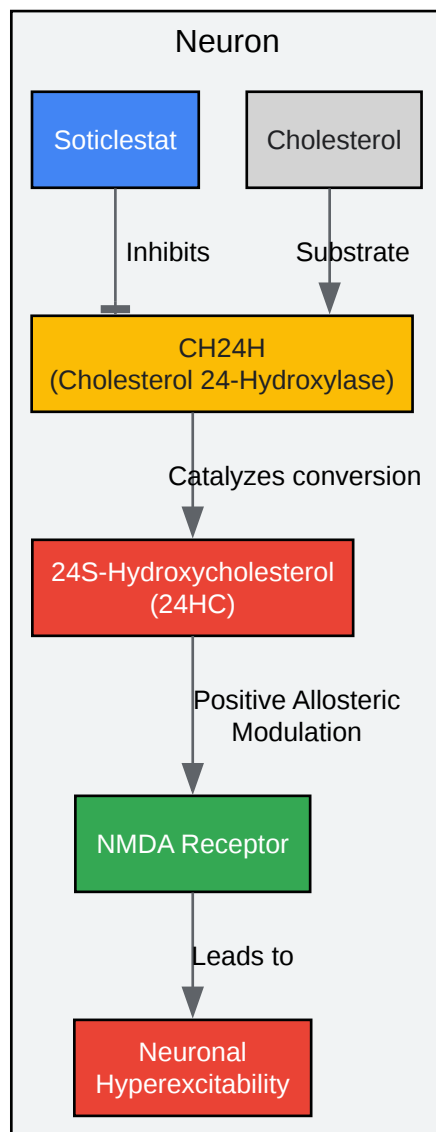 Neuron
Soticlestat
Cholesterol
Inhibits
Substrate
CH24H
(Cholesterol 24-Hydroxylase)
Catalyzes conversion
24S-Hydroxycholesterol
(24HC)
Positive Allosteric
Modulation
NMDA Receptor
Leads to
Neuronal
Hyperexcitability